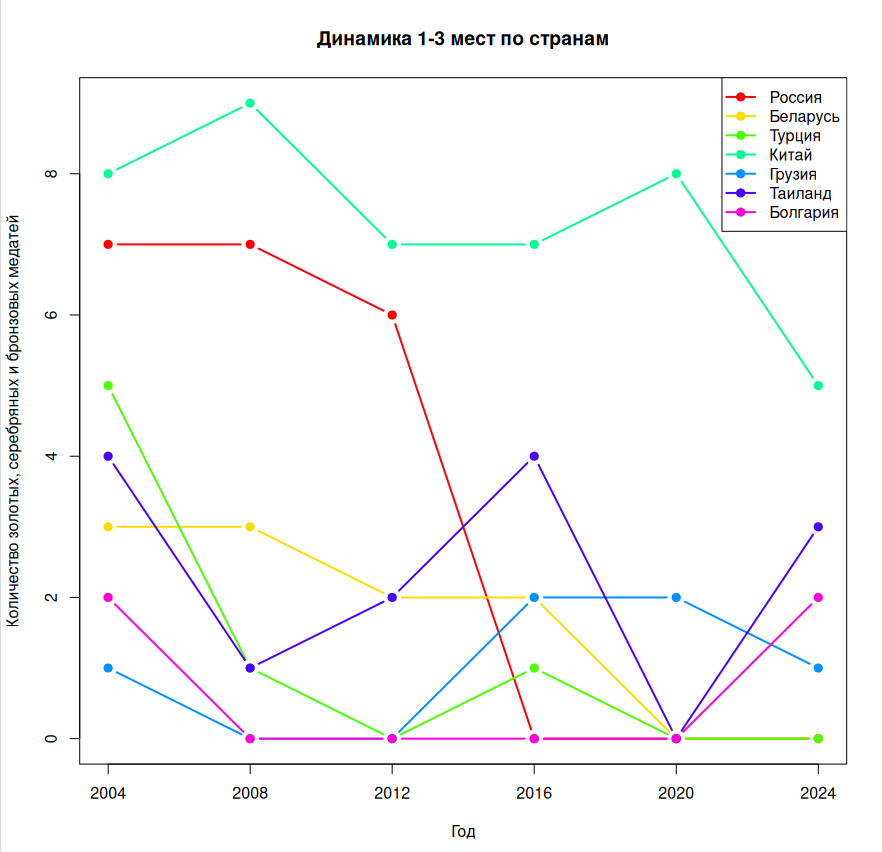 Динамика 1-3 мест по странам
Количество золотых, серебряных и бронзовых медатей
8
6
4
2
0
Россия
Беларусь
Турция
Китай
Грузия
Таиланд
Болгария
2004 2008 2012 2016 2020 2024
Год